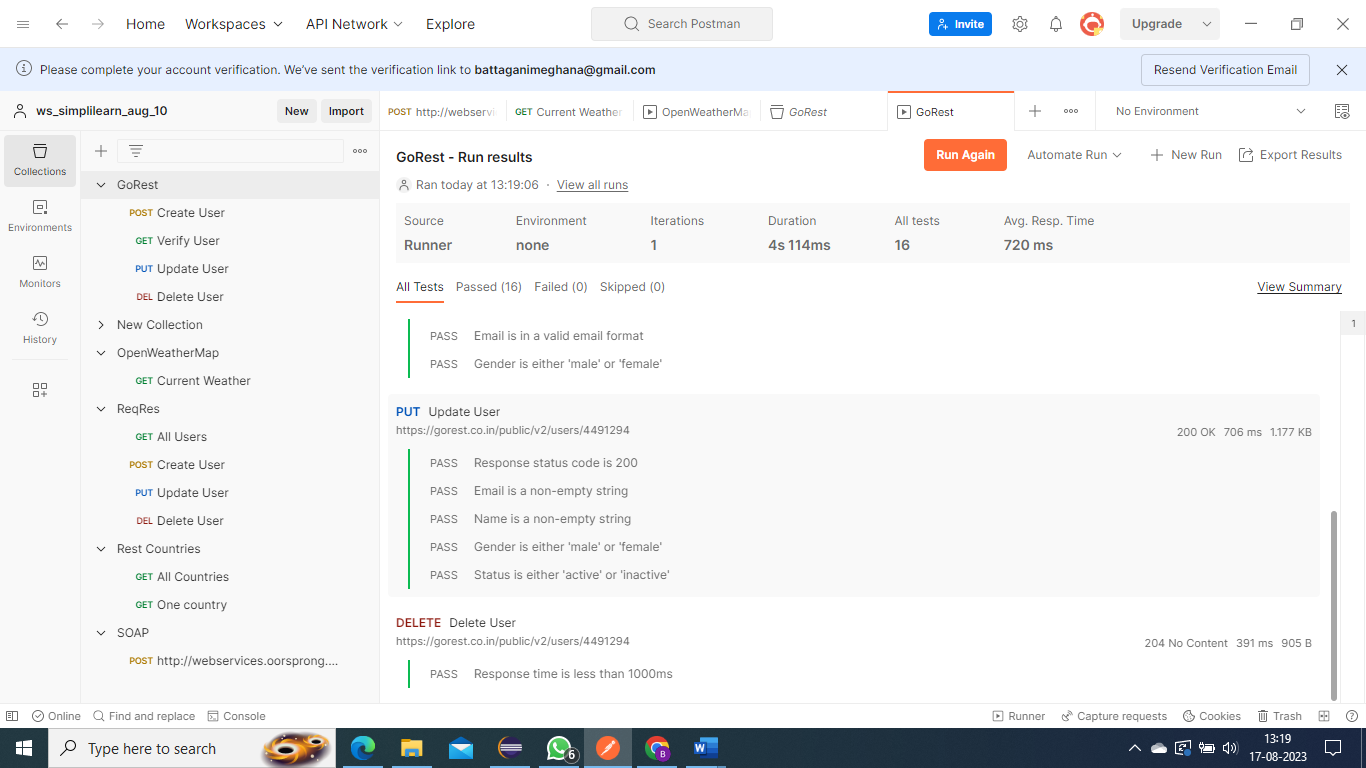 Home Workspaces API Network Explore Search Postman Invite Upgrade
Please complete your account verification. We've sent the verification link to battaganimeghana@gmail.com Resend Verification Email
ws_simplilearn_aug_10 New Import
POST http://webservi GET Current Weather OpenWeatherMa GoRest GoRest No Environment
Collections
Environments
Monitors
History
GoRest
POST Create User
GET Verify User
PUT Update User
DEL Delete User
New Collection
OpenWeatherMap
GET Current Weather
ReqRes
GET All Users
POST Create User
PUT Update User
DEL Delete User
Rest Countries
GET All Countries
GET One country
SOAP
POST http://webservices.oorsprong....
GoRest - Run results Run Again Automate Run New Run Export Results
Ran today at 13:19:06 · View all runs
Source Environment Iterations Duration All tests Avg. Resp. Time
Runner none 1 4s 114ms 16 720 ms
All Tests Passed (16) Failed (0) Skipped (0) View Summary
1
PASS Email is in a valid email format
PASS Gender is either 'male' or 'female'
PUT Update User
https://gorest.co.in/public/v2/users/4491294 200 OK 706 ms 1.177 KB
PASS Response status code is 200
PASS Email is a non-empty string
PASS Name is a non-empty string
PASS Gender is either 'male' or 'female'
PASS Status is either 'active' or 'inactive'
DELETE Delete User
https://gorest.co.in/public/v2/users/4491294 204 No Content 391 ms 905 B
PASS Response time is less than 1000ms
Online Find and replace Console Runner Capture requests Cookies Trash
Type here to search 6 B 13:19
17-08-2023